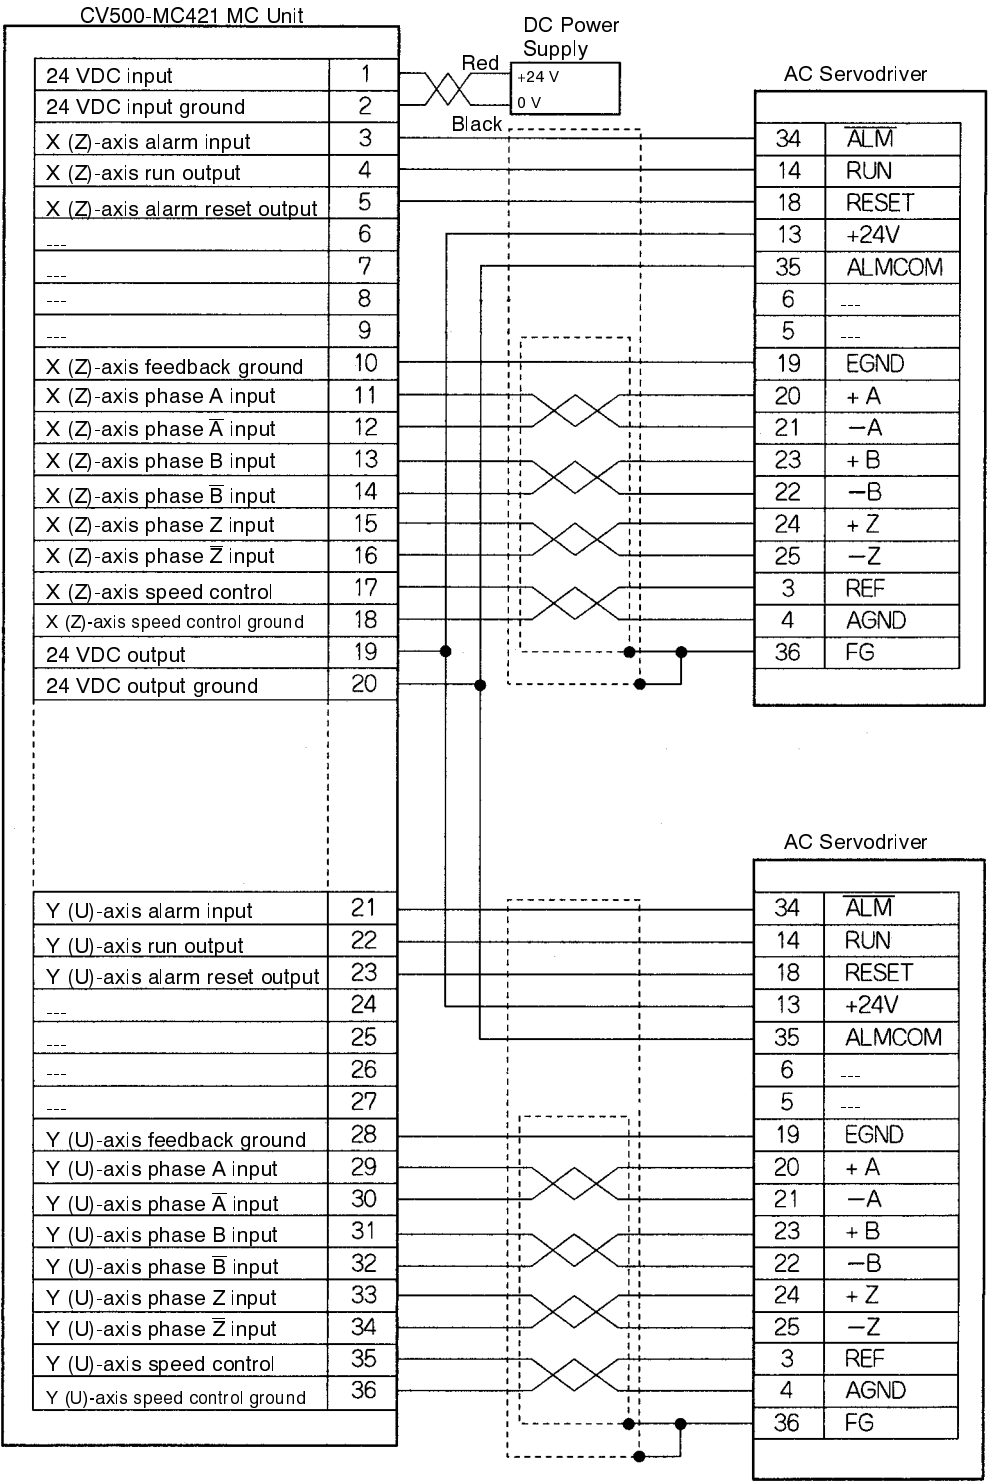 CV500-MC421 MC Unit
DC Power
Supply
Red
+24 V
0 V
Black
24 VDC input 1
24 VDC input ground 2
X (Z)-axis alarm input 3
X (Z)-axis run output 4
X (Z)-axis alarm reset output 5
--- 6
--- 7
--- 8
--- 9
X (Z)-axis feedback ground 10
X (Z)-axis phase A input 11
X (Z)-axis phase A̅ input 12
X (Z)-axis phase B input 13
X (Z)-axis phase B̅ input 14
X (Z)-axis phase Z input 15
X (Z)-axis phase Z̅ input 16
X (Z)-axis speed control 17
X (Z)-axis speed control ground 18
24 VDC output 19
24 VDC output ground 20
AC Servodriver
34 A̅L̅M̅
14 RUN
18 RESET
13 +24V
35 ALMCOM
6 ---
5 ---
19 EGND
20 + A
21 −A
23 + B
22 −B
24 + Z
25 −Z
3 REF
4 AGND
36 FG
Y (U)-axis alarm input 21
Y (U)-axis run output 22
Y (U)-axis alarm reset output 23
--- 24
--- 25
--- 26
--- 27
Y (U)-axis feedback ground 28
Y (U)-axis phase A input 29
Y (U)-axis phase A̅ input 30
Y (U)-axis phase B input 31
Y (U)-axis phase B̅ input 32
Y (U)-axis phase Z input 33
Y (U)-axis phase Z̅ input 34
Y (U)-axis speed control 35
Y (U)-axis speed control ground 36
AC Servodriver
34 A̅L̅M̅
14 RUN
18 RESET
13 +24V
35 ALMCOM
6 ---
5 ---
19 EGND
20 + A
21 −A
23 + B
22 −B
24 + Z
25 −Z
3 REF
4 AGND
36 FG